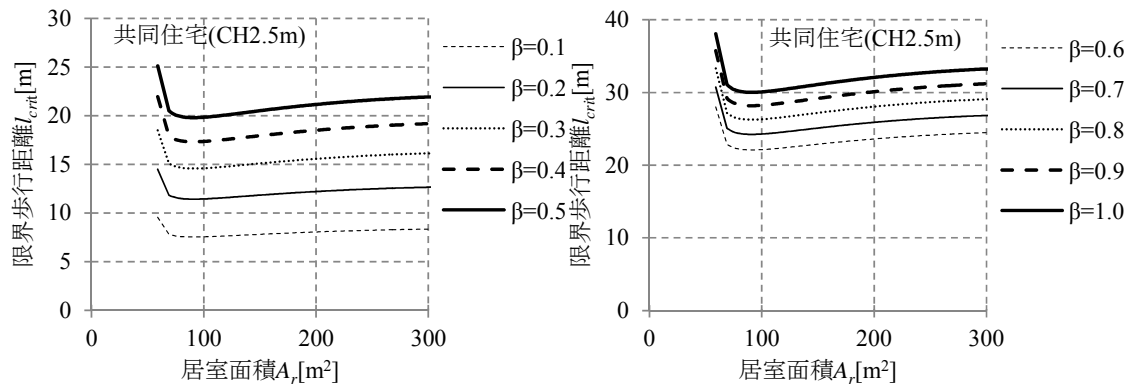 共同住宅(CH2.5m)
限界歩行距離lcrit[m]
30
25
20
15
10
5
0
0
100
200
300
居室面積Ar[m2]
β=0.1
β=0.2
β=0.3
β=0.4
β=0.5
共同住宅(CH2.5m)
限界歩行距離lcrit[m]
40
30
20
10
0
0
100
200
300
居室面積Ar[m2]
β=0.6
β=0.7
β=0.8
β=0.9
β=1.0